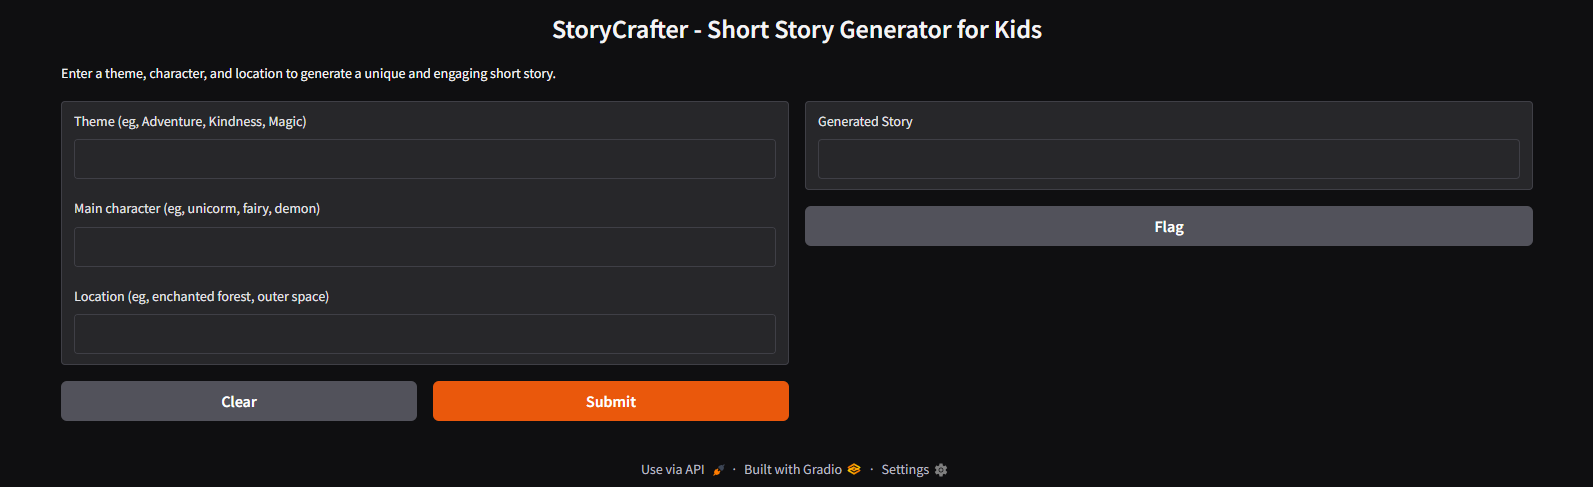 StoryCrafter - Short Story Generator for Kids
Enter a theme, character, and location to generate a unique and engaging short story.
Theme (eg, Adventure, Kindness, Magic)
Main character (eg, unicorm, fairy, demon)
Location (eg, enchanted forest, outer space)
Clear
Submit
Generated Story
Flag
Use via API · Built with Gradio · Settings